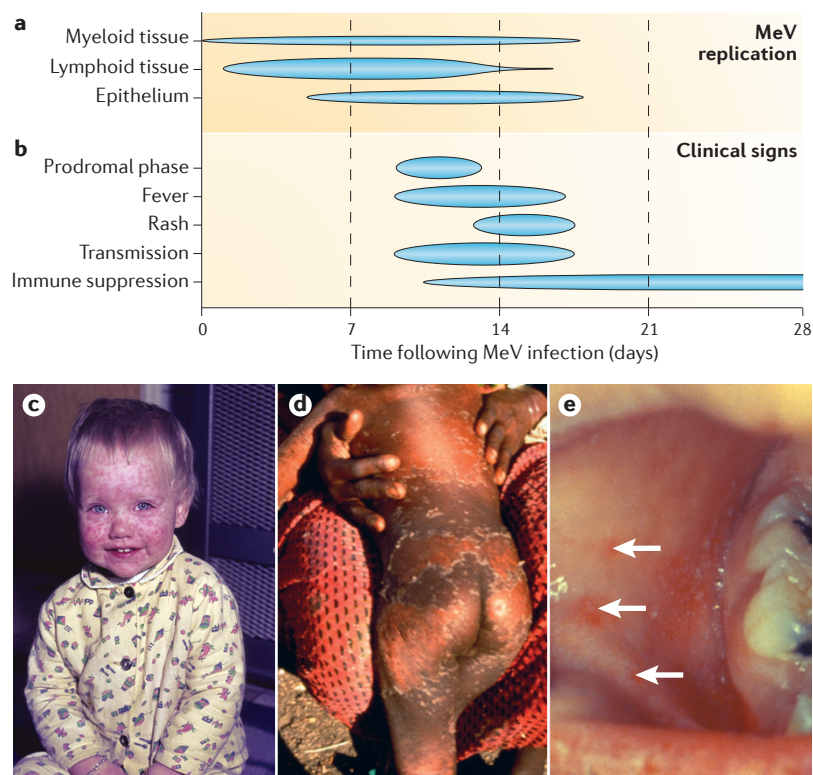 a
Myeloid tissue
Lymphoid tissue
Epithelium
MeV
replication
b
Clinical signs
Prodromal phase
Fever
Rash
Transmission
Immune suppression
0 7 14 21 28
Time following MeV infection (days)
c d e